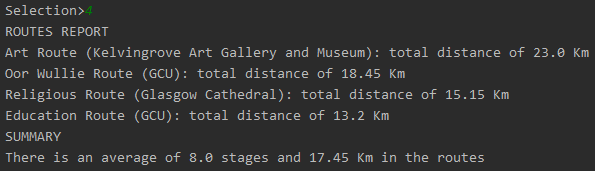 Selection>4
ROUTES REPORT
Art Route (Kelvingrove Art Gallery and Museum): total distance of 23.0 Km
Oor Wullie Route (GCU): total distance of 18.45 Km
Religious Route (Glasgow Cathedral): total distance of 15.15 Km
Education Route (GCU): total distance of 13.2 Km
SUMMARY
There is an average of 8.0 stages and 17.45 Km in the routes